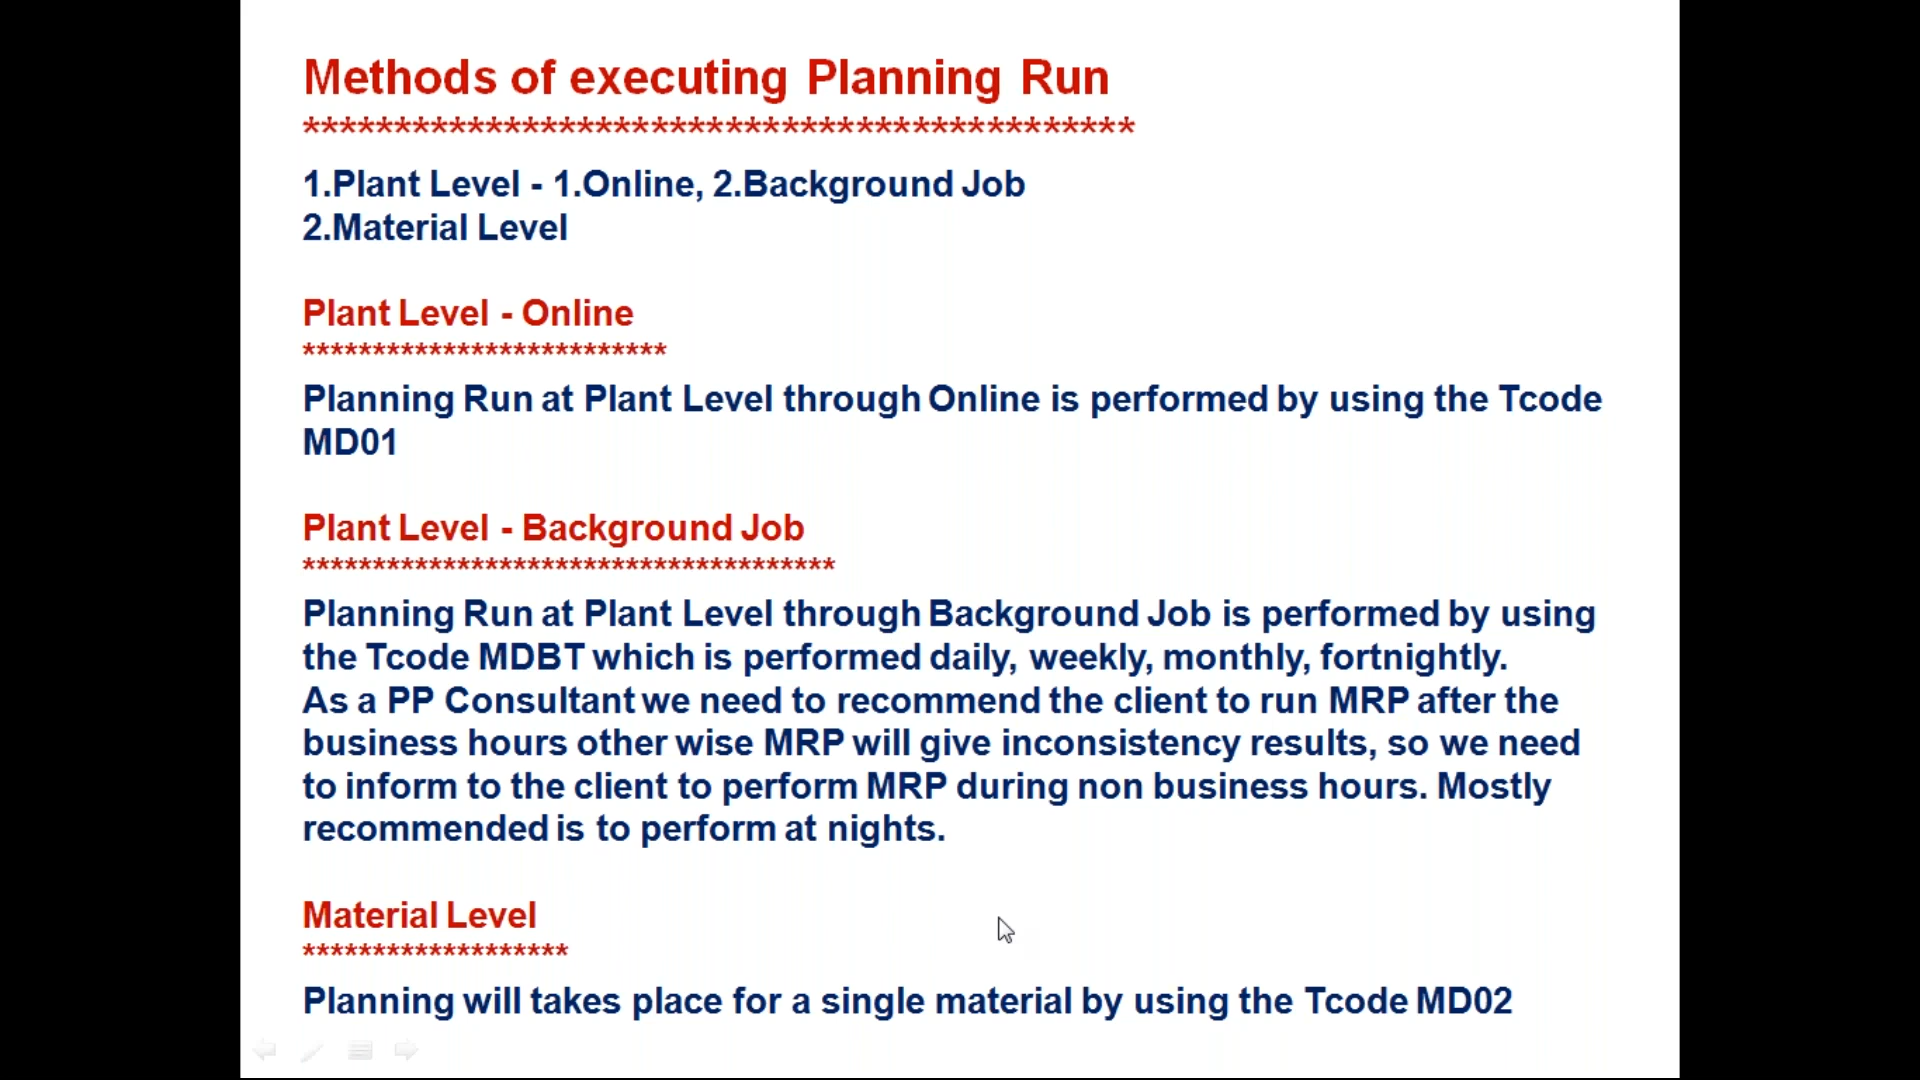 Methods of executing Planning Run
**********************************************
1.Plant Level - 1.Online, 2.Background Job
2.Material Level
Plant Level - Online
**************************
Planning Run at Plant Level through Online is performed by using the Tcode
MD01
Plant Level - Background Job
**************************************
Planning Run at Plant Level through Background Job is performed by using
the Tcode MDBT which is performed daily, weekly, monthly, fortnightly.
As a PP Consultant we need to recommend the client to run MRP after the
business hours other wise MRP will give inconsistency results, so we need
to inform to the client to perform MRP during non business hours. Mostly
recommended is to perform at nights.
Material Level
*******************
Planning will takes place for a single material by using the Tcode MD02